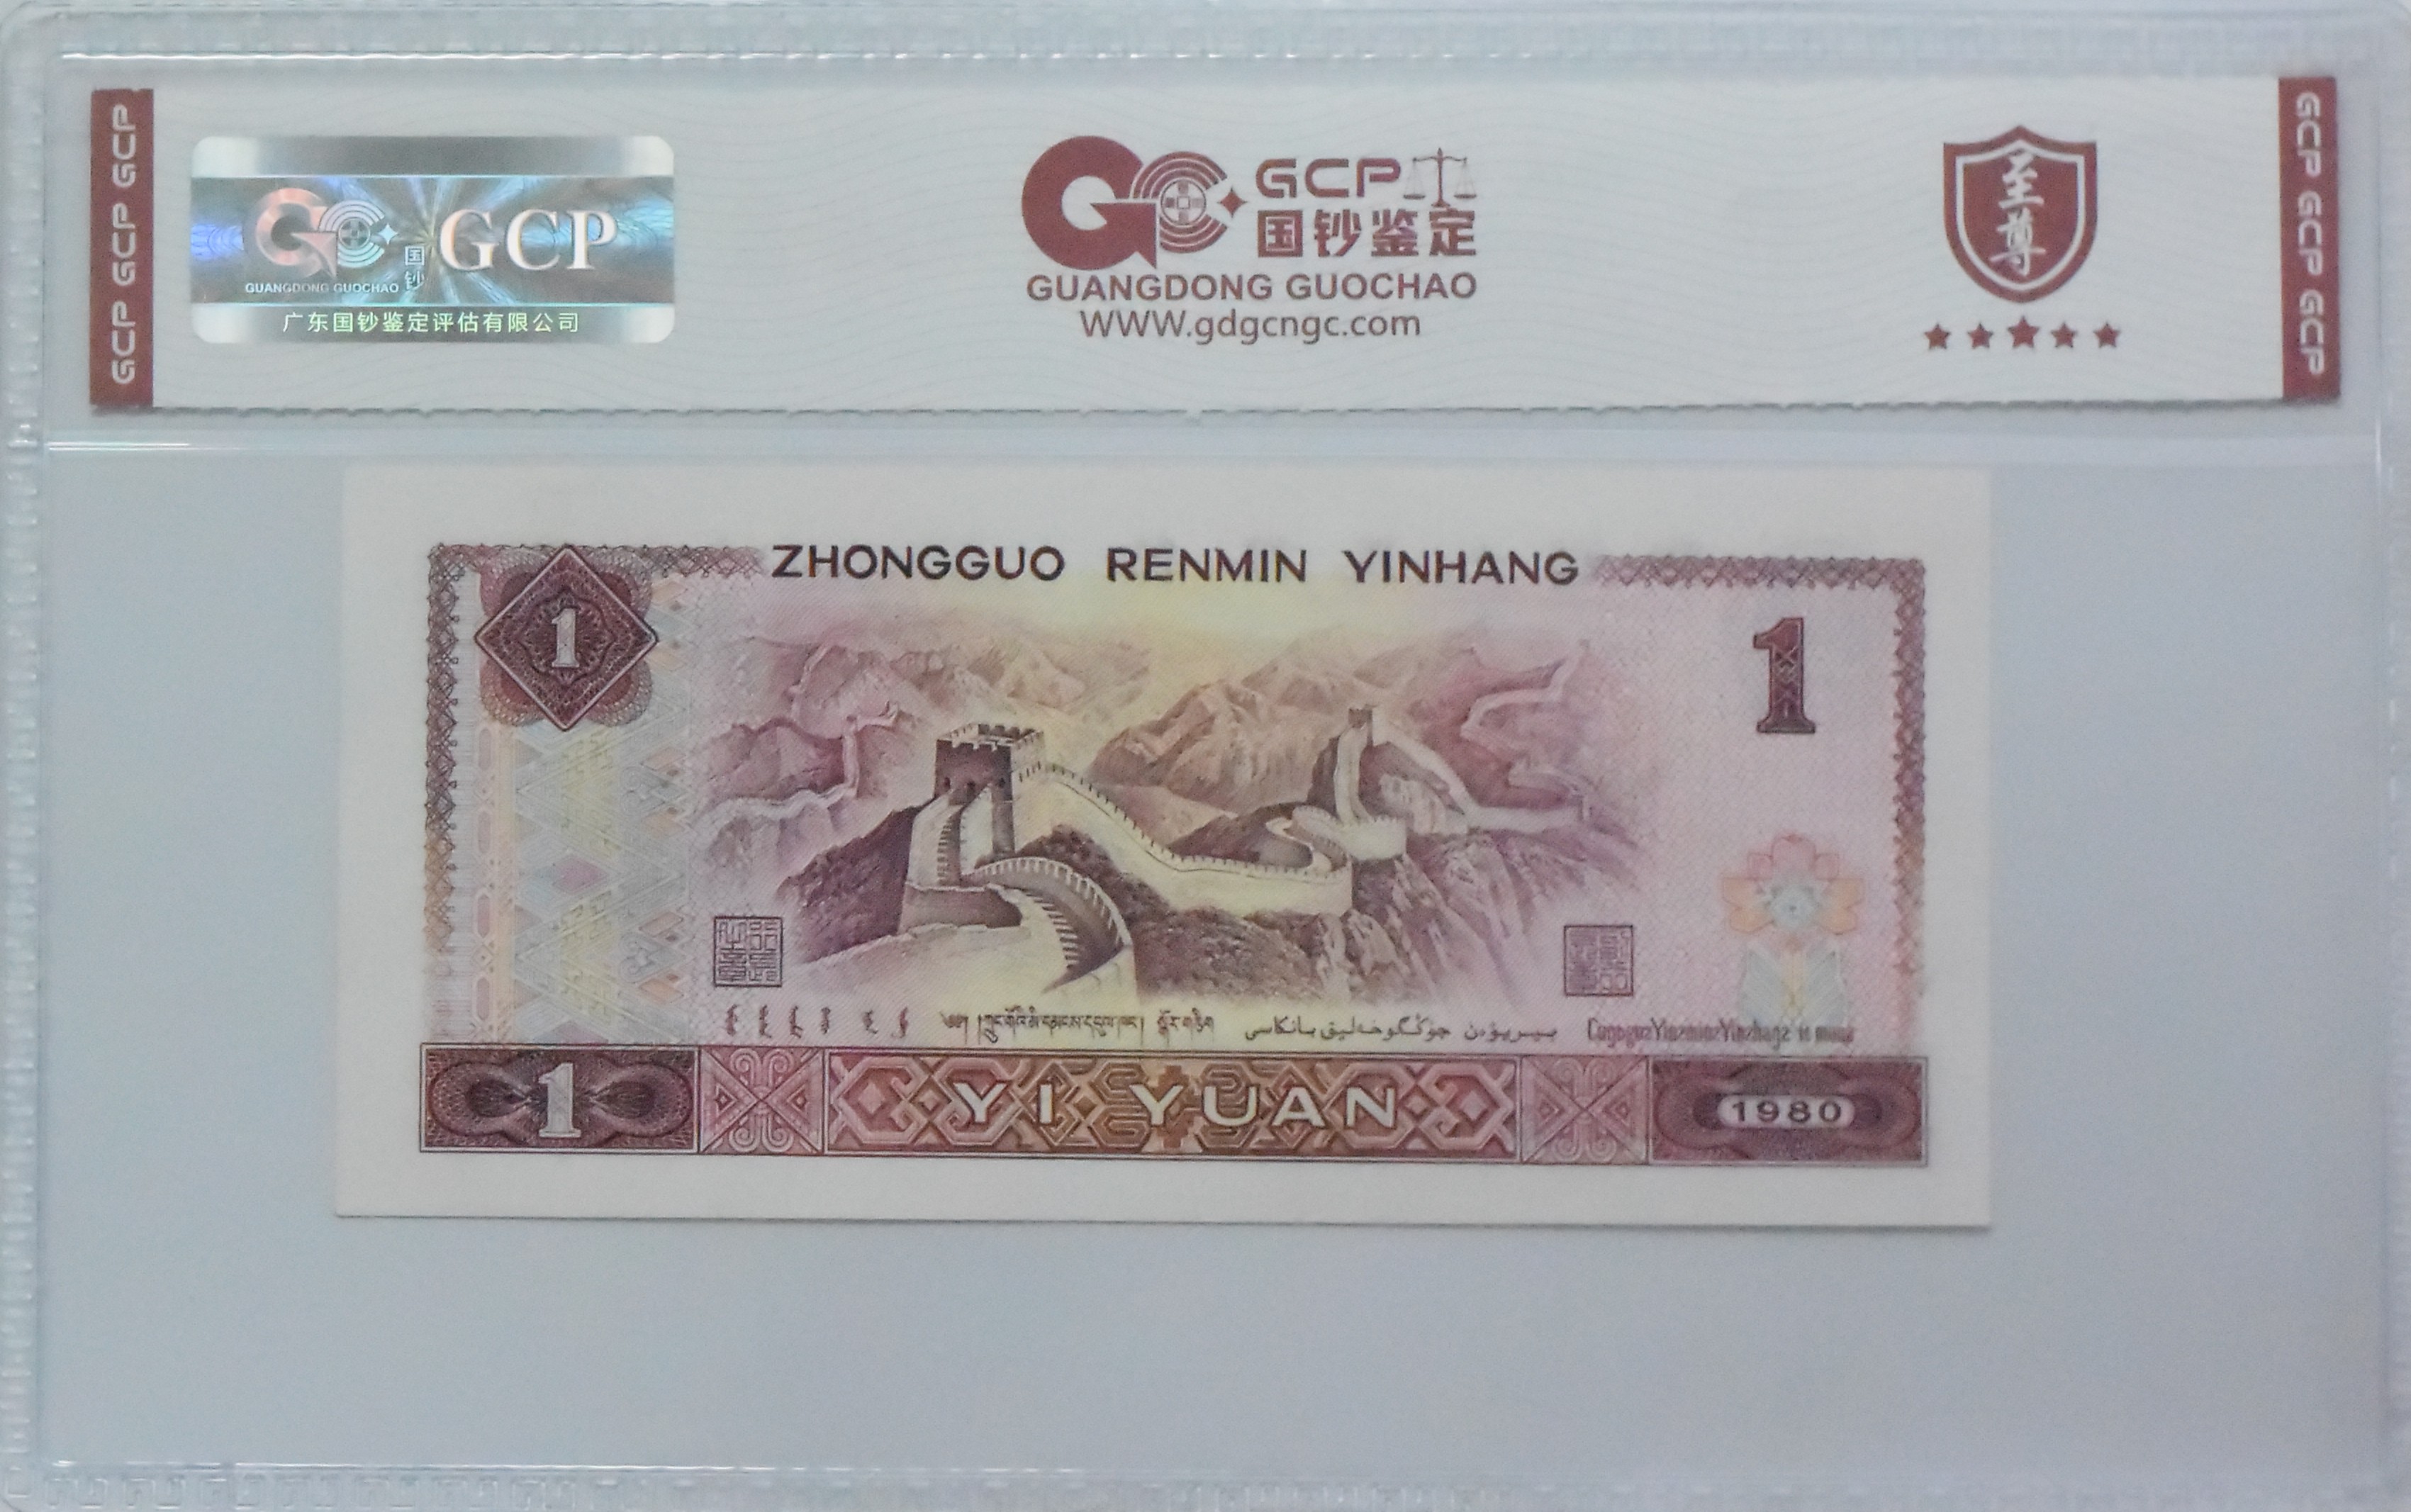 GCP GCP GCP
GCP
国钞
GUANGDONG GUOCHAO
广东国钞鉴定评估有限公司
GCP
国钞鉴定
GUANGDONG GUOCHAO
WWW.gdgcngc.com
至尊
GCP GCP GCP
ZHONGGUO RENMIN YINHANG
1
1
1
YI YUAN
1980